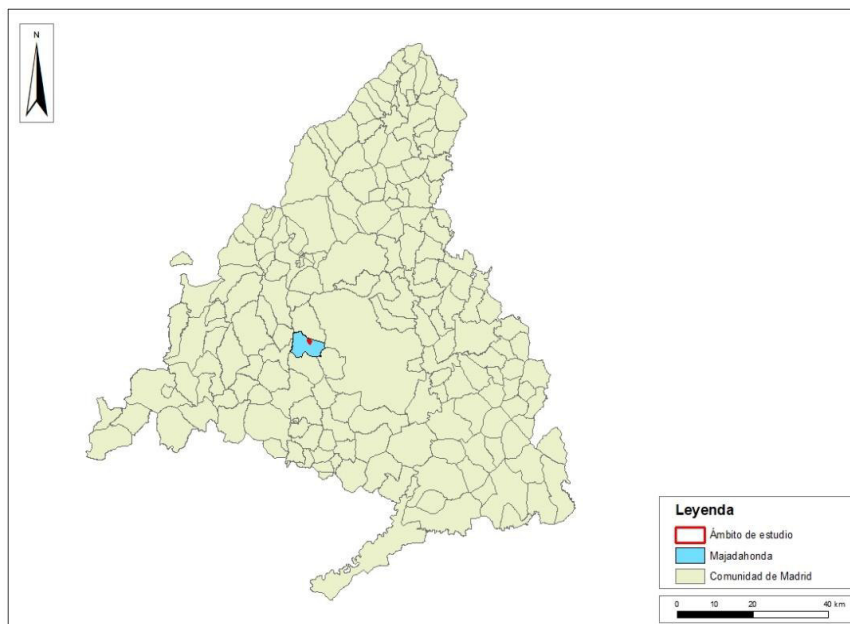 N
Leyenda
Ámbito de estudio
Majadahonda
Comunidad de Madrid
0 10 20 40 km